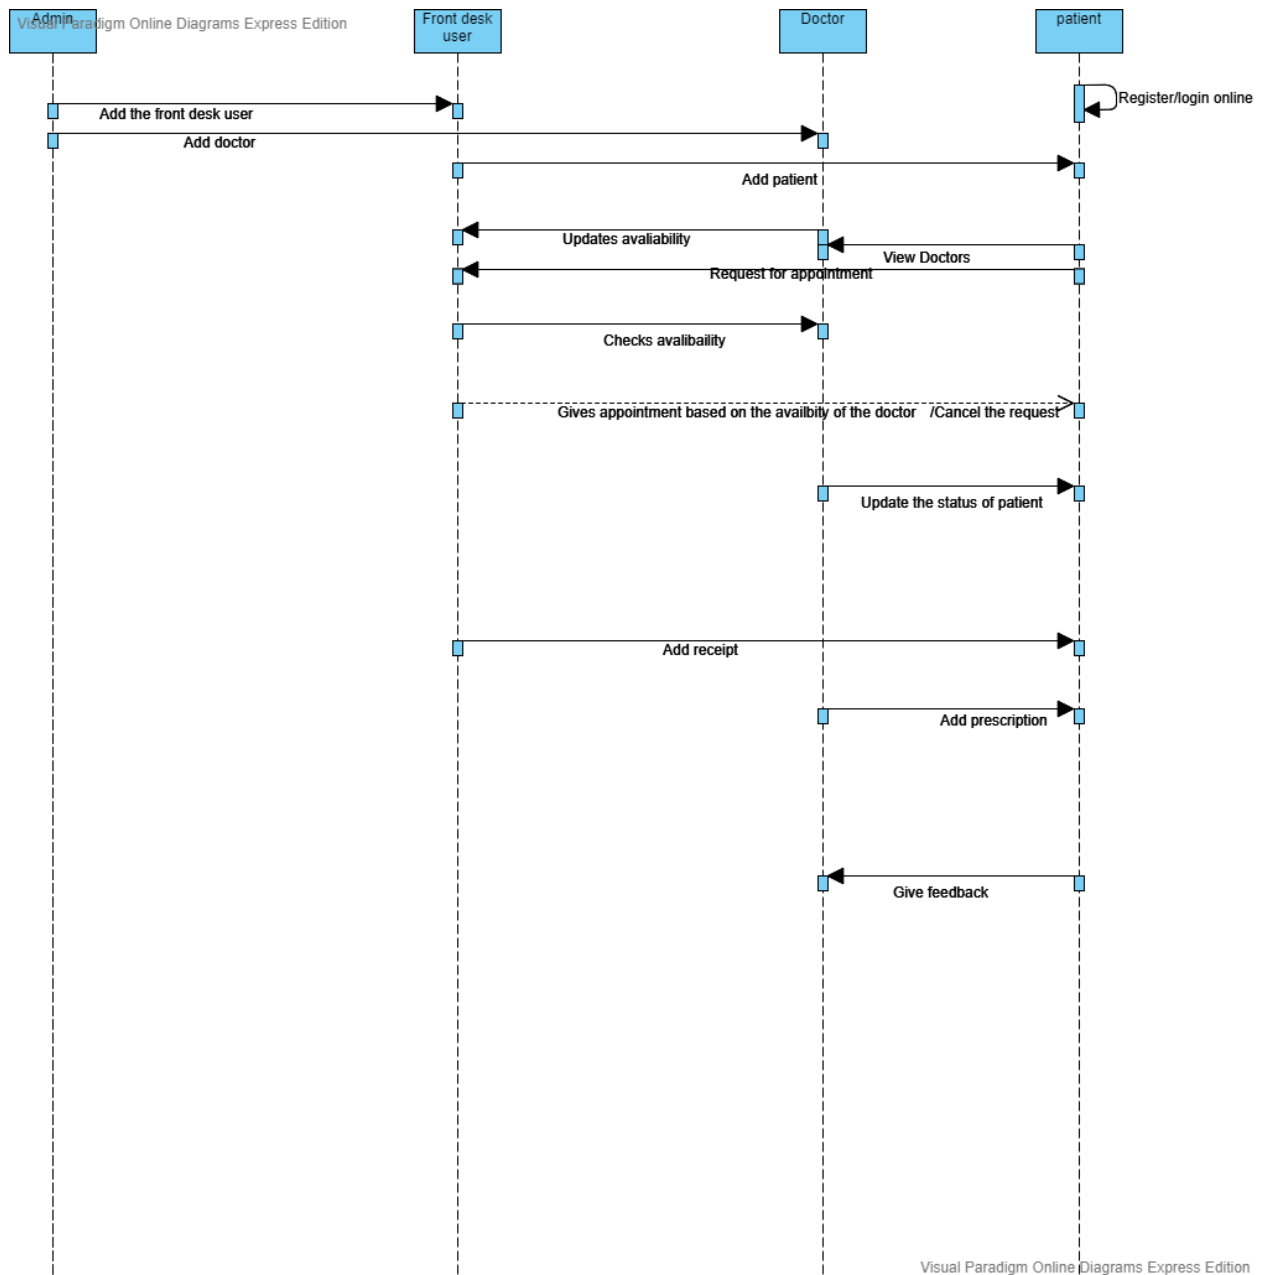 Admin
Visual Paradigm Online Diagrams Express Edition
Front desk
user
Doctor
patient
Register/login online
Add the front desk user
Add doctor
Add patient
Updates avaliability
View Doctors
Request for appointment
Checks avalibaility
Gives appointment based on the availbity of the doctor /Cancel the request
Update the status of patient
Add receipt
Add prescription
Give feedback
Visual Paradigm Online Diagrams Express Edition